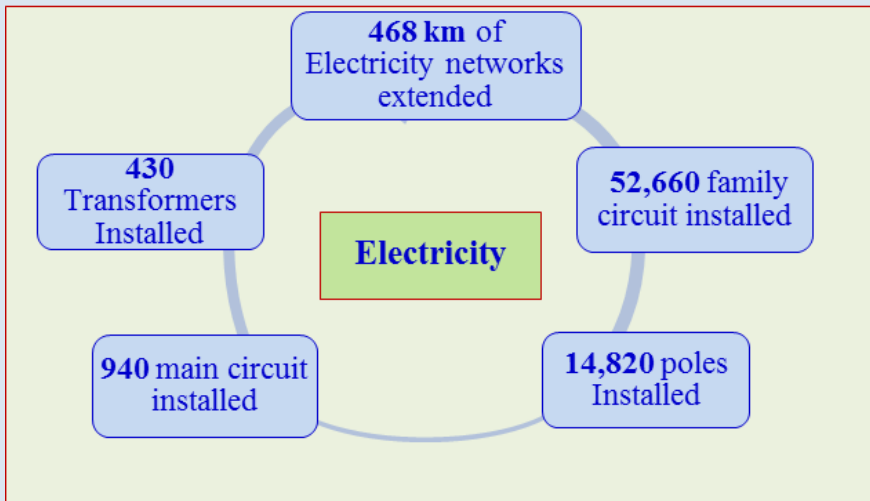 468 km of
Electricity networks
extended
430
Transformers
Installed
52,660 family
circuit installed
Electricity
940 main circuit
installed
14,820 poles
Installed